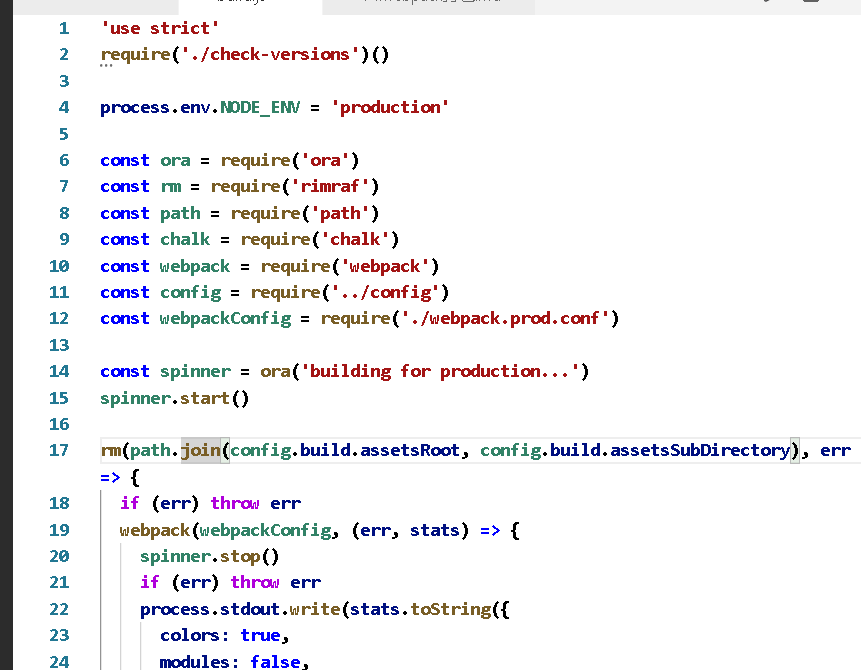 1 'use strict'
2 require('./check-versions')()
3
4 process.env.NODE_ENV = 'production'
5
6 const ora = require('ora')
7 const rm = require('rimraf')
8 const path = require('path')
9 const chalk = require('chalk')
10 const webpack = require('webpack')
11 const config = require('../config')
12 const webpackConfig = require('./webpack.prod.conf')
13
14 const spinner = ora('building for production...')
15 spinner.start()
16
17 rm(path.join(config.build.assetsRoot, config.build.assetsSubDirectory), err
=> {
18 if (err) throw err
19 webpack(webpackConfig, (err, stats) => {
20 spinner.stop()
21 if (err) throw err
22 process.stdout.write(stats.toString({
23 colors: true,
24 modules: false,